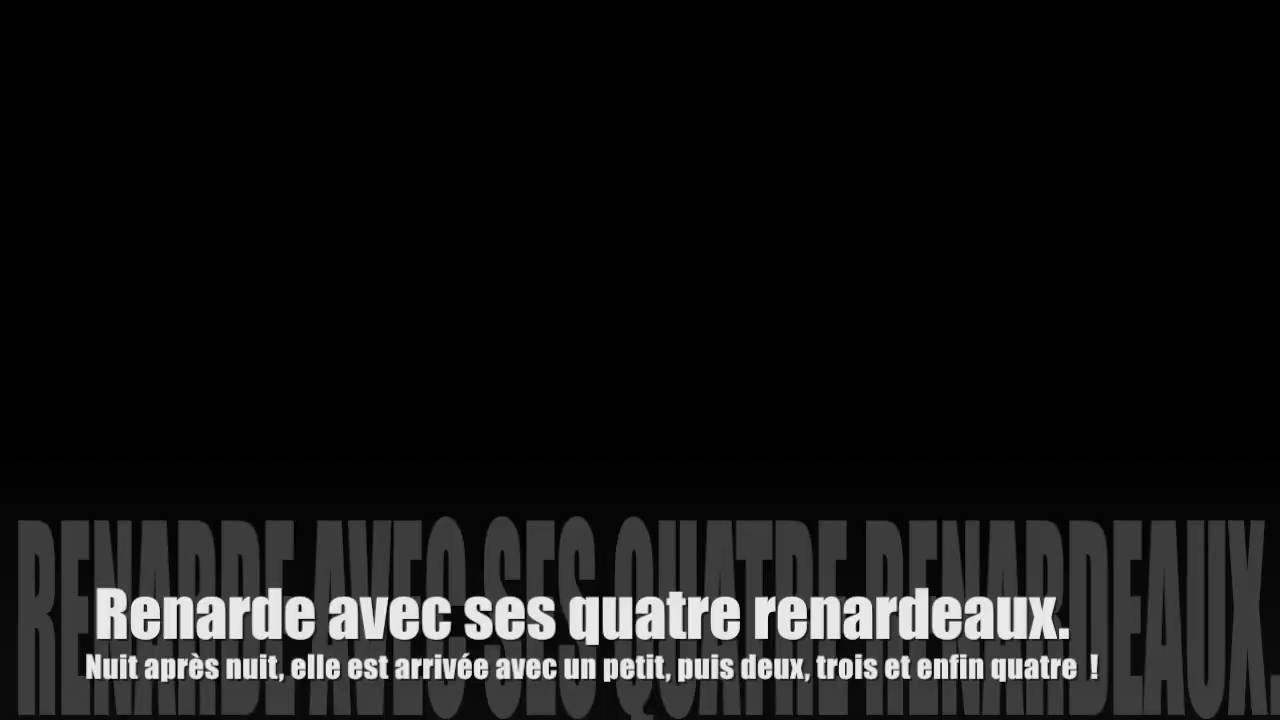 RENARDE AVEC SES QUATRE RENARDEAUX.
Renarde avec ses quatre renardeaux.
Nuit après nuit, elle est arrivée avec un petit, puis deux, trois et enfin quatre !